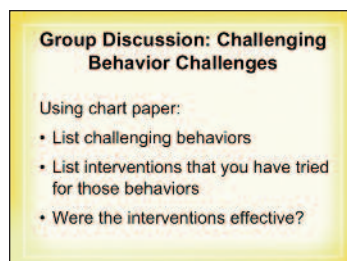 Group Discussion: Challenging
Behavior Challenges
Using chart paper:
• List challenging behaviors
• List interventions that you have tried
for those behaviors
• Were the interventions effective?